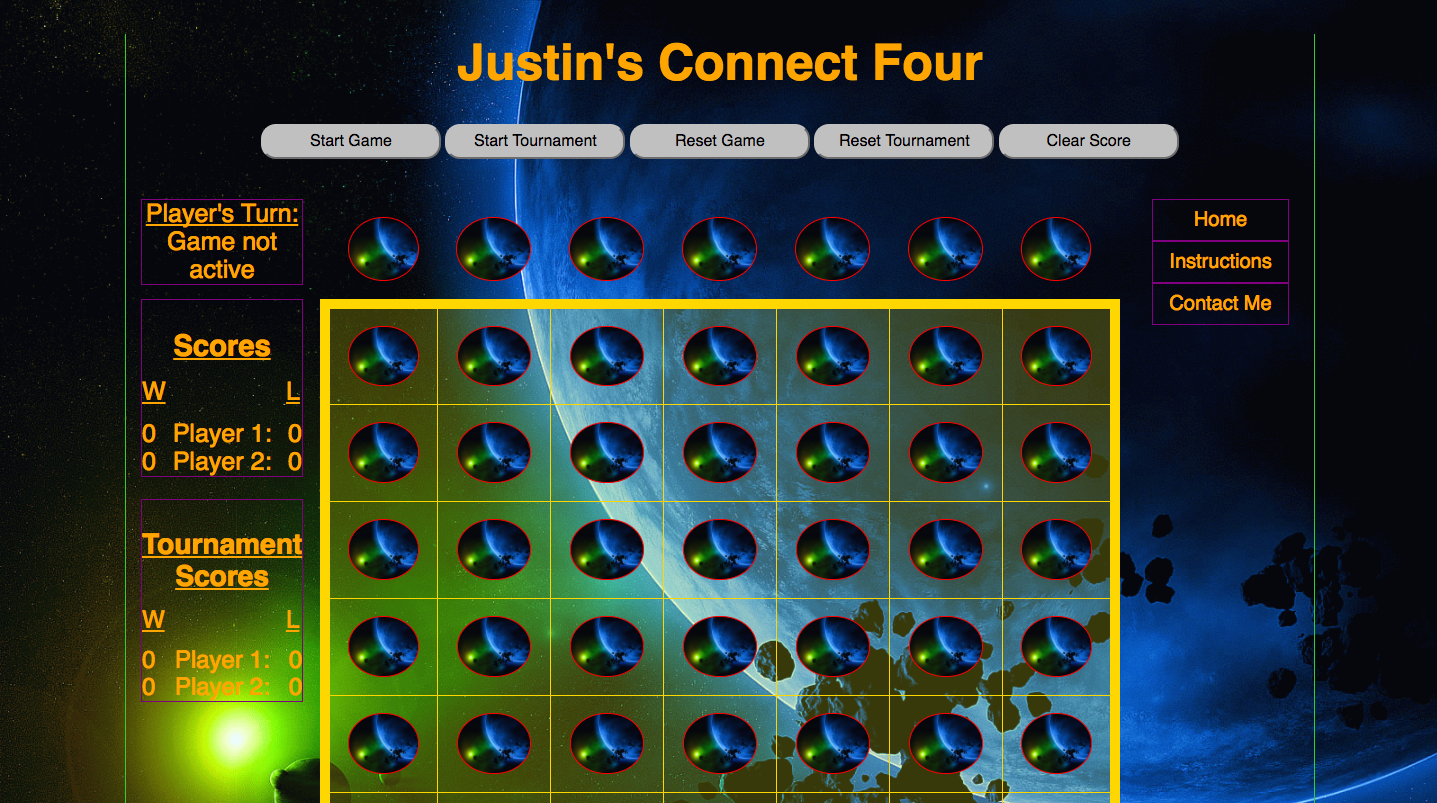 Justin's Connect Four
Start Game
Start Tournament
Reset Game
Reset Tournament
Clear Score
Player's Turn:
Game not
active
Scores
W L
0 Player 1: 0
0 Player 2: 0
Tournament
Scores
W L
0 Player 1: 0
0 Player 2: 0
Home
Instructions
Contact Me